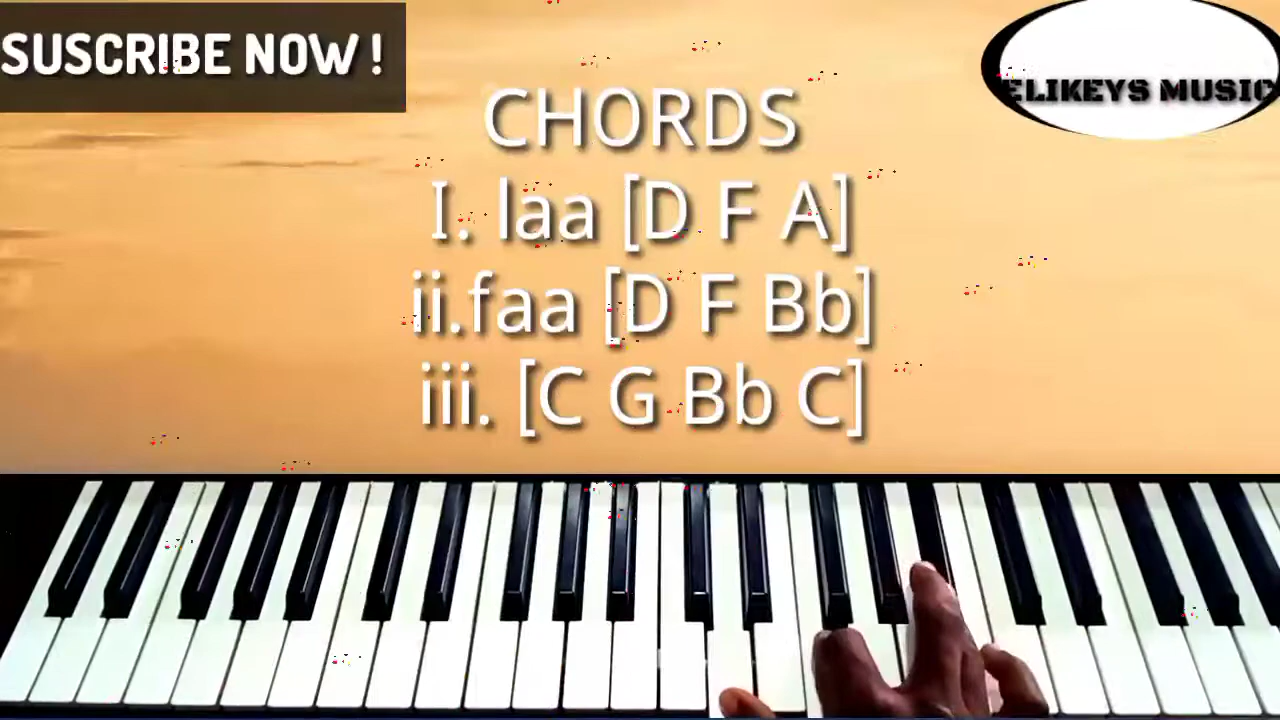 SUSCRIBE NOW !
ELIKEYS MUSIC
CHORDS
I. laa [D F A]
ii.faa [D F Bb]
iii. [C G Bb C]